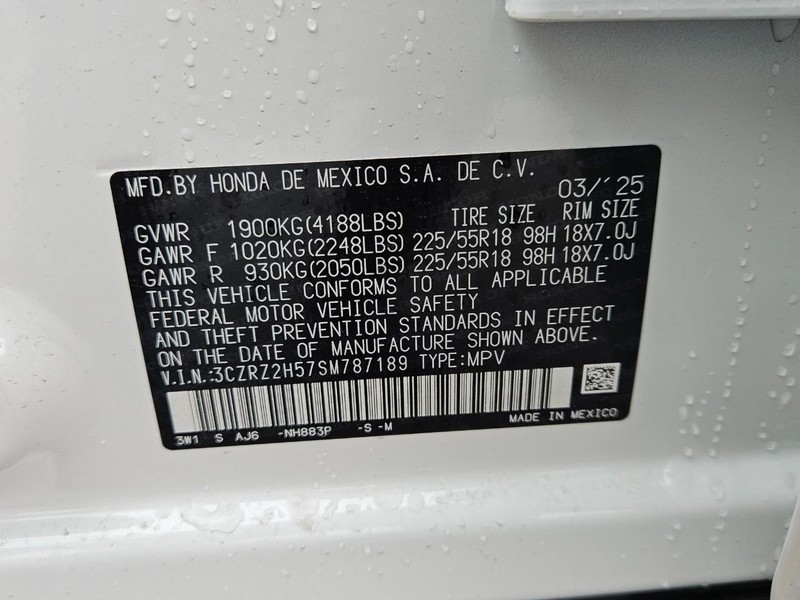 MFD.BY HONDA DE MEXICO S.A. DE C.V.
03/'25
GVWR 1900KG(4188LBS) TIRE SIZE RIM SIZE
GAWR F 1020KG(2248LBS) 225/55R18 98H 18X7.0J
GAWR R 930KG(2050LBS) 225/55R18 98H 18X7.0J
THIS VEHICLE CONFORMS TO ALL APPLICABLE
FEDERAL MOTOR VEHICLE SAFETY
AND THEFT PREVENTION STANDARDS IN EFFECT
ON THE DATE OF MANUFACTURE SHOWN ABOVE.
V.I.N.:3CZRZ2H57SM787189 TYPE:MPV
3W1 S AJ6 -NH883P -S -M MADE IN MEXICO